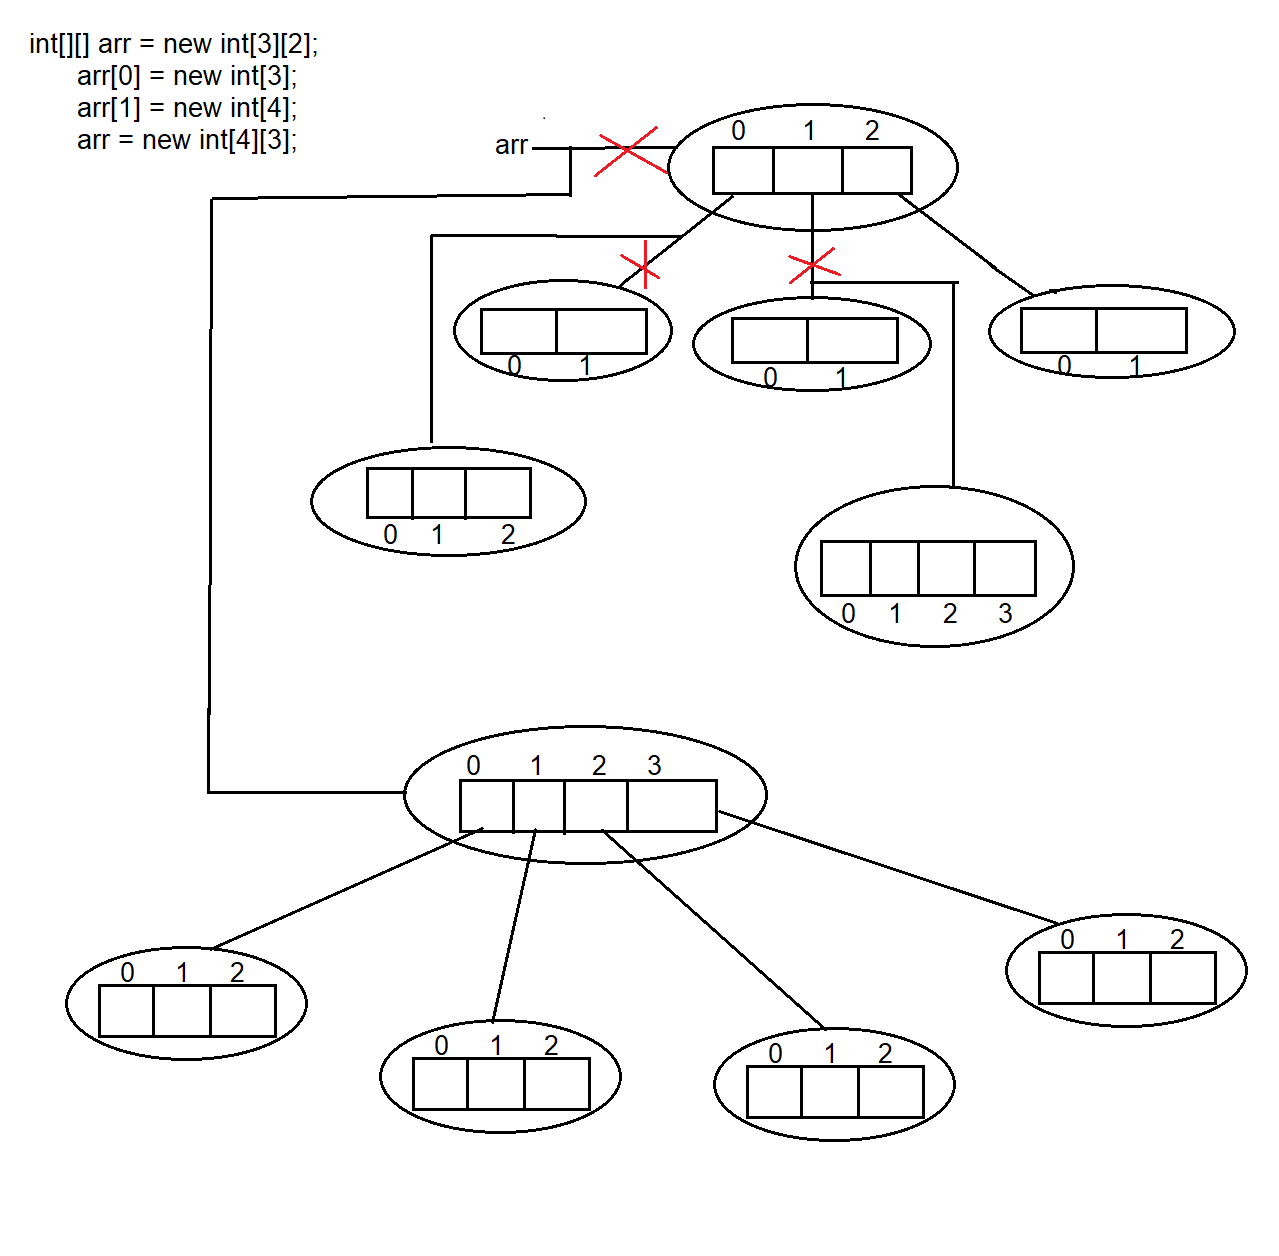 int[][] arr = new int[3][2];
arr[0] = new int[3];
arr[1] = new int[4];
arr = new int[4][3];
arr
0 1 2
0 1
0 1
0 1
0 1 2
0 1 2 3
0 1 2 3
0 1 2
0 1 2
0 1 2
0 1 2